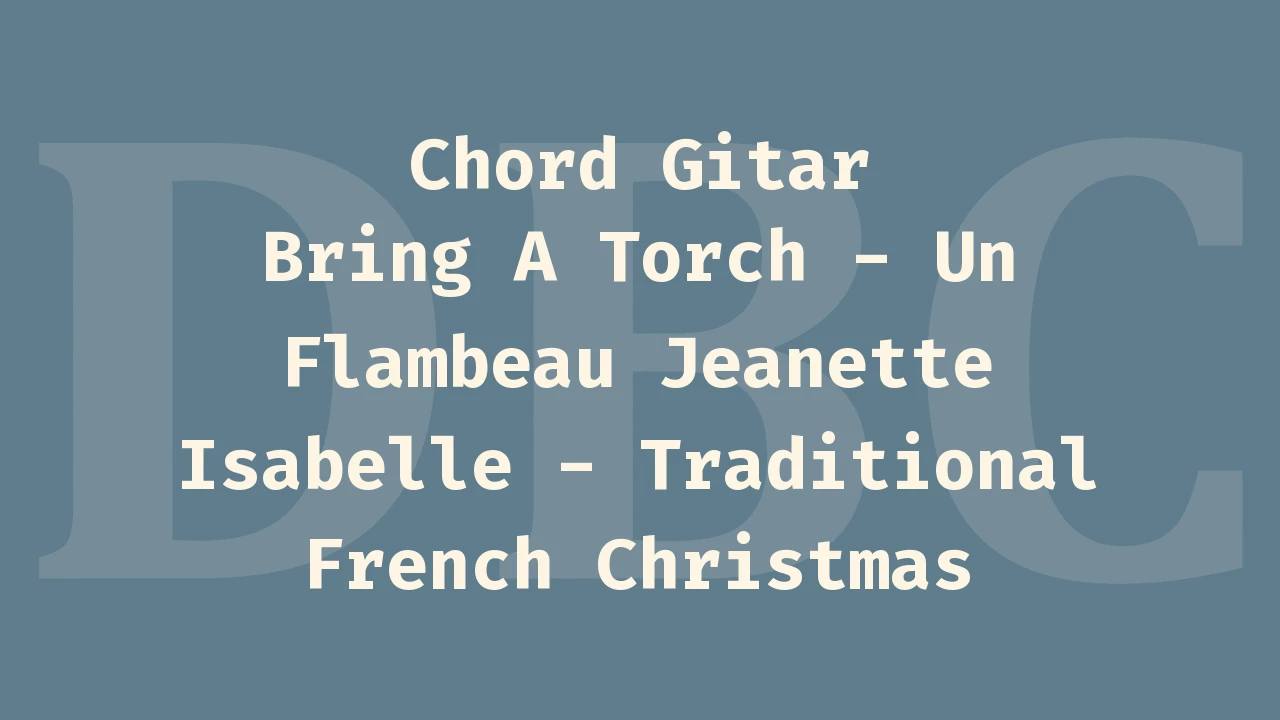 DBC
Chord Gitar
Bring A Torch – Un
Flambeau Jeanette
Isabelle – Traditional
French Christmas